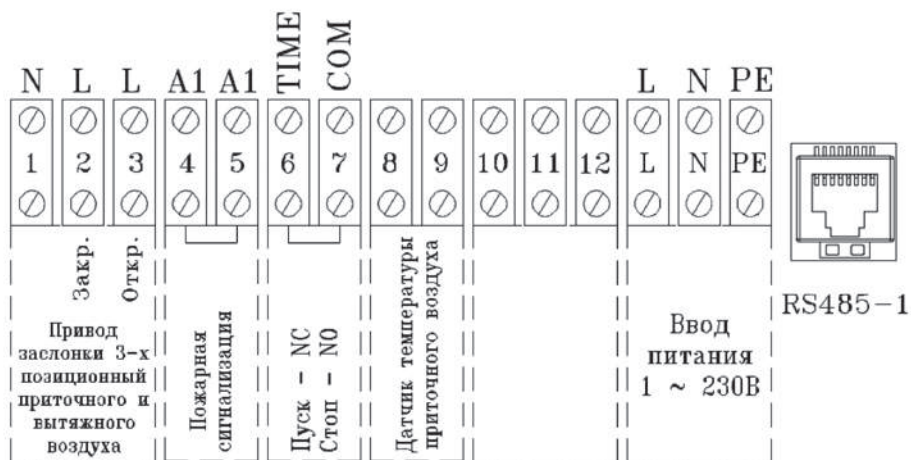 N L L A1 A1 TIME COM L N PE
1 2 3 4 5 6 7 8 9 10 11 12 L N PE
Закр.
Откр.
Привод
заслонки 3-х
позиционный
приточного и
вытяжного
воздуха
Пожарная
сигнализация
Пуск - NC
Стоп - NO
Датчик температуры
приточного воздуха
Ввод
питания
1 ~ 230В
RS485-1